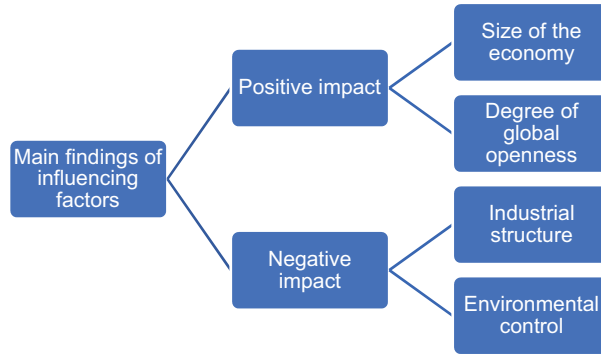 Main findings of
influencing
factors
Positive impact
Size of the
economy
Degree of
global
openness
Negative
impact
Industrial
structure
Environmental
control